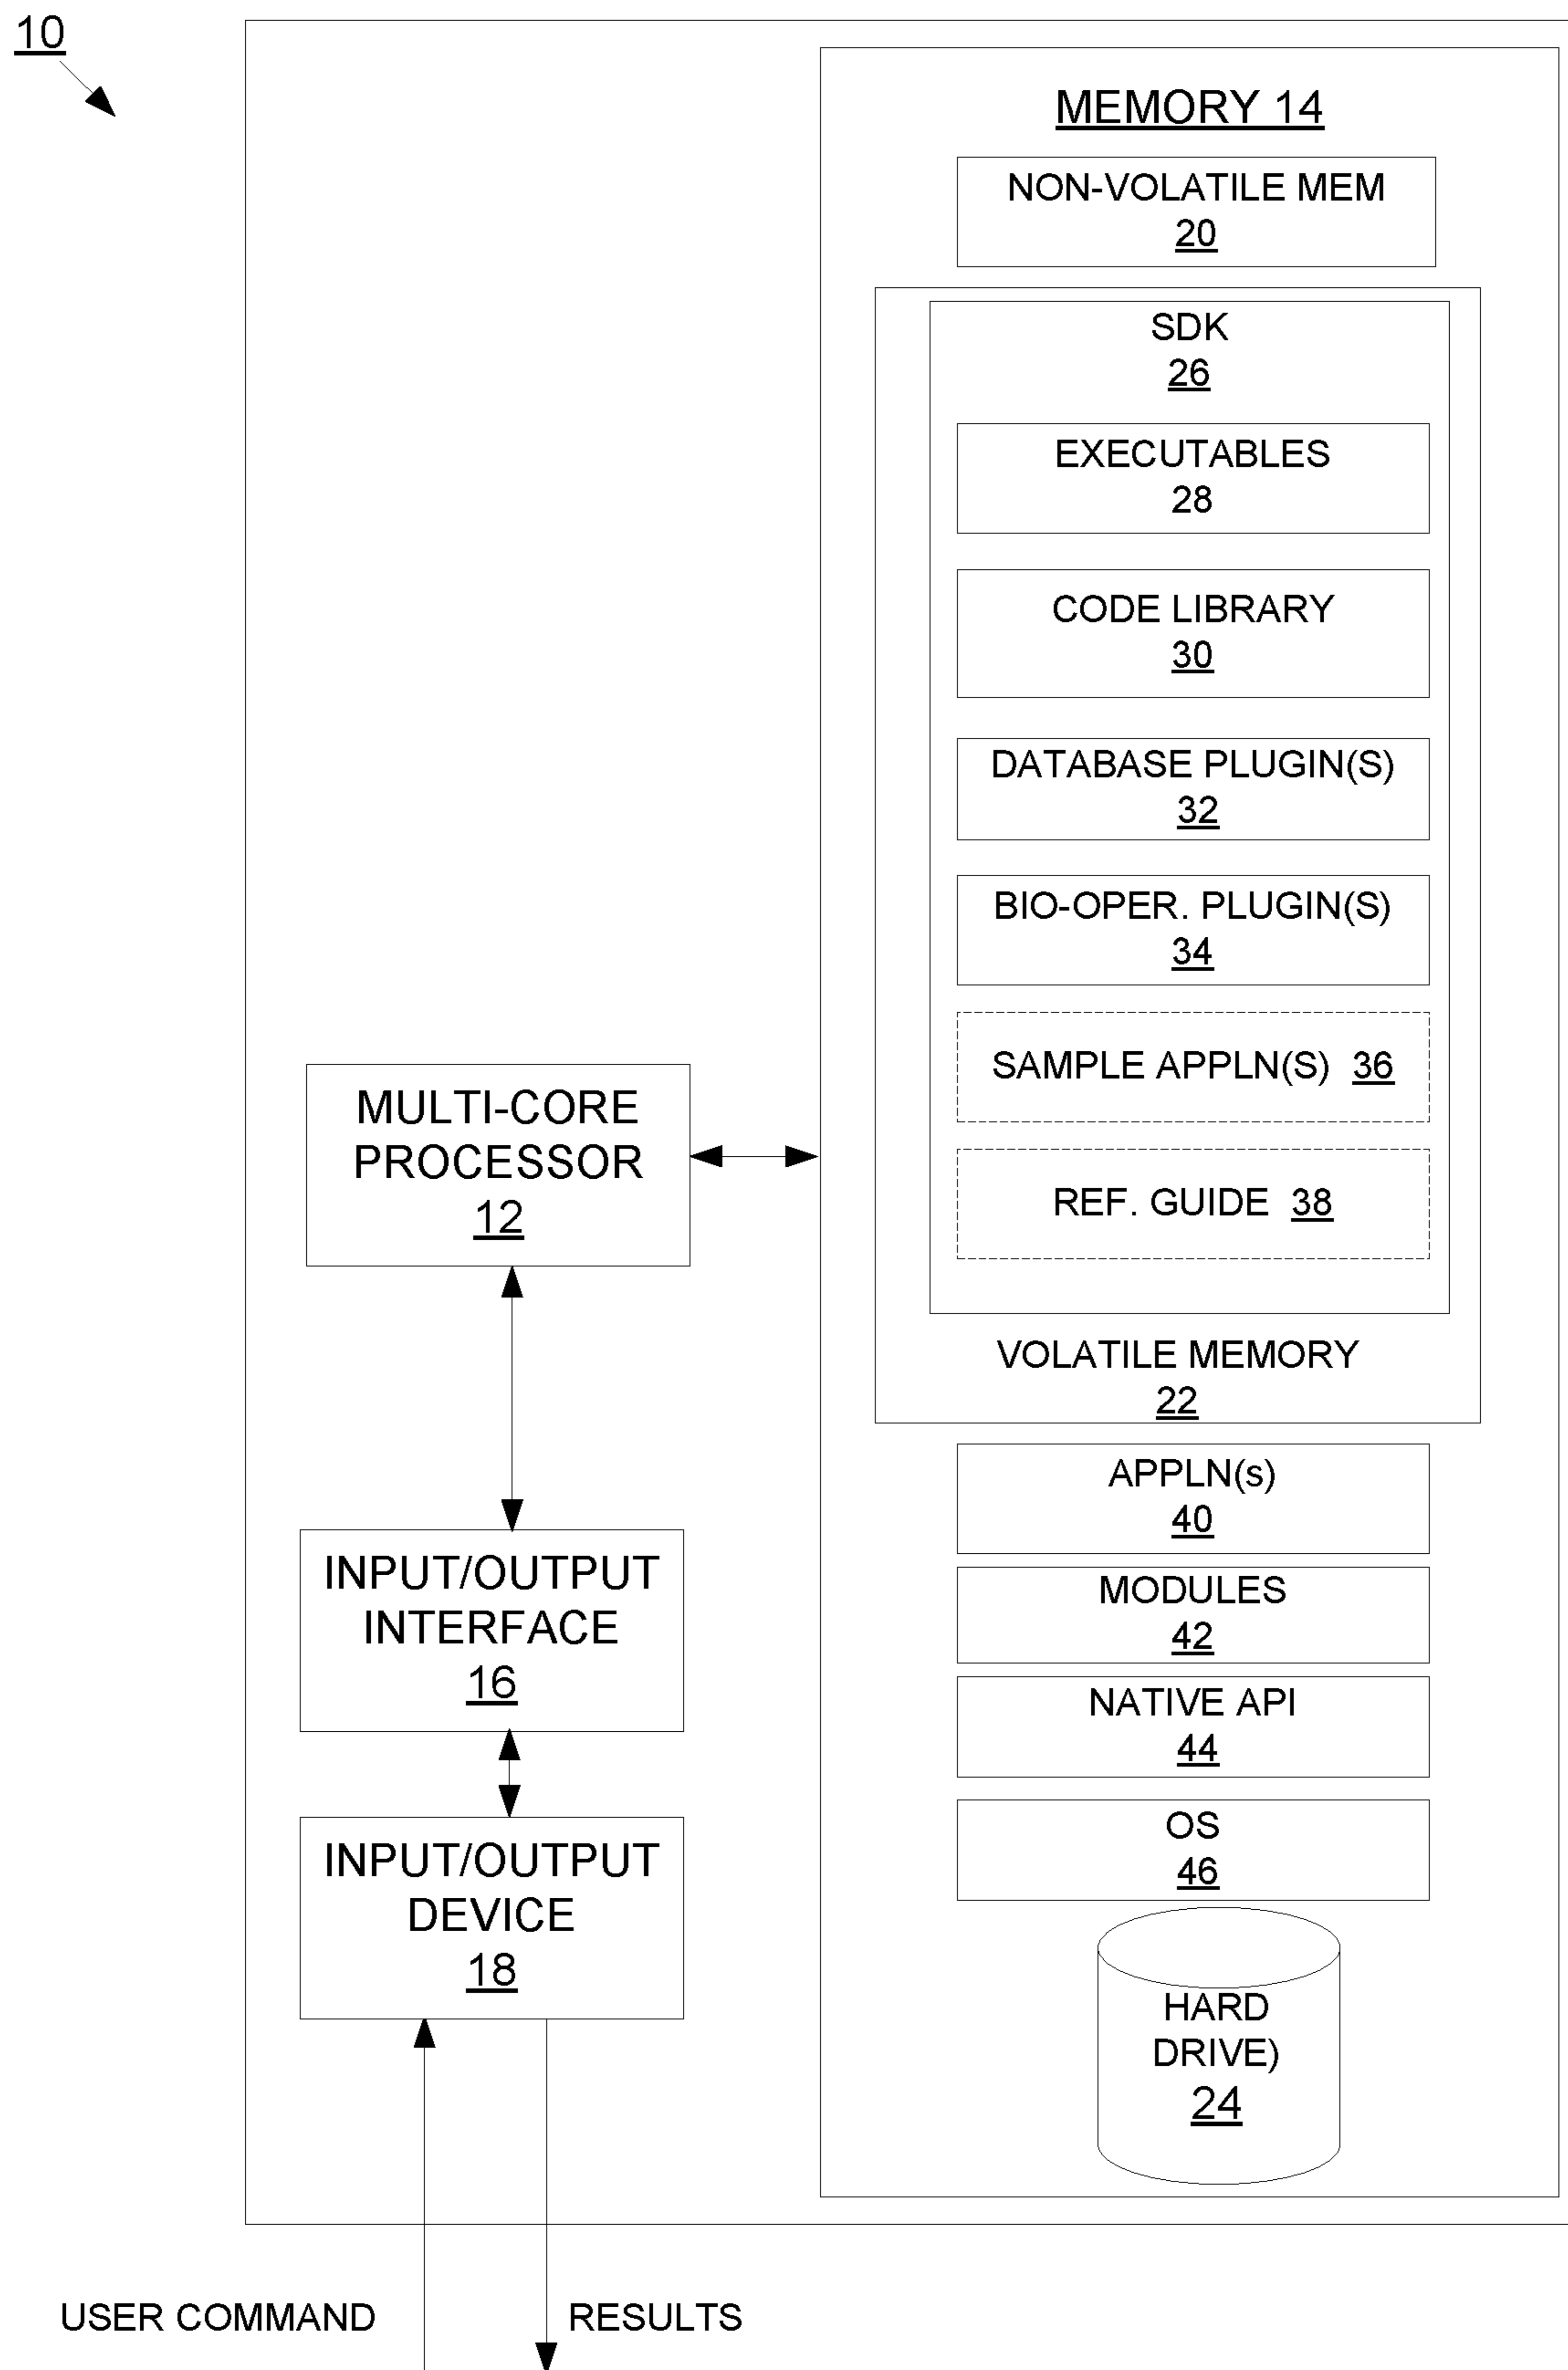 10
MEMORY 14
NON-VOLATILE MEM
20
SDK
26
EXECUTABLES
28
CODE LIBRARY
30
DATABASE PLUGIN(S)
32
BIO-OPER. PLUGIN(S)
34
SAMPLE APPLN(S) 36
REF. GUIDE 38
VOLATILE MEMORY
22
APPLN(s)
40
MODULES
42
NATIVE API
44
OS
46
HARD
DRIVE)
24
MULTI-CORE
PROCESSOR
12
INPUT/OUTPUT
INTERFACE
16
INPUT/OUTPUT
DEVICE
18
USER COMMAND
RESULTS